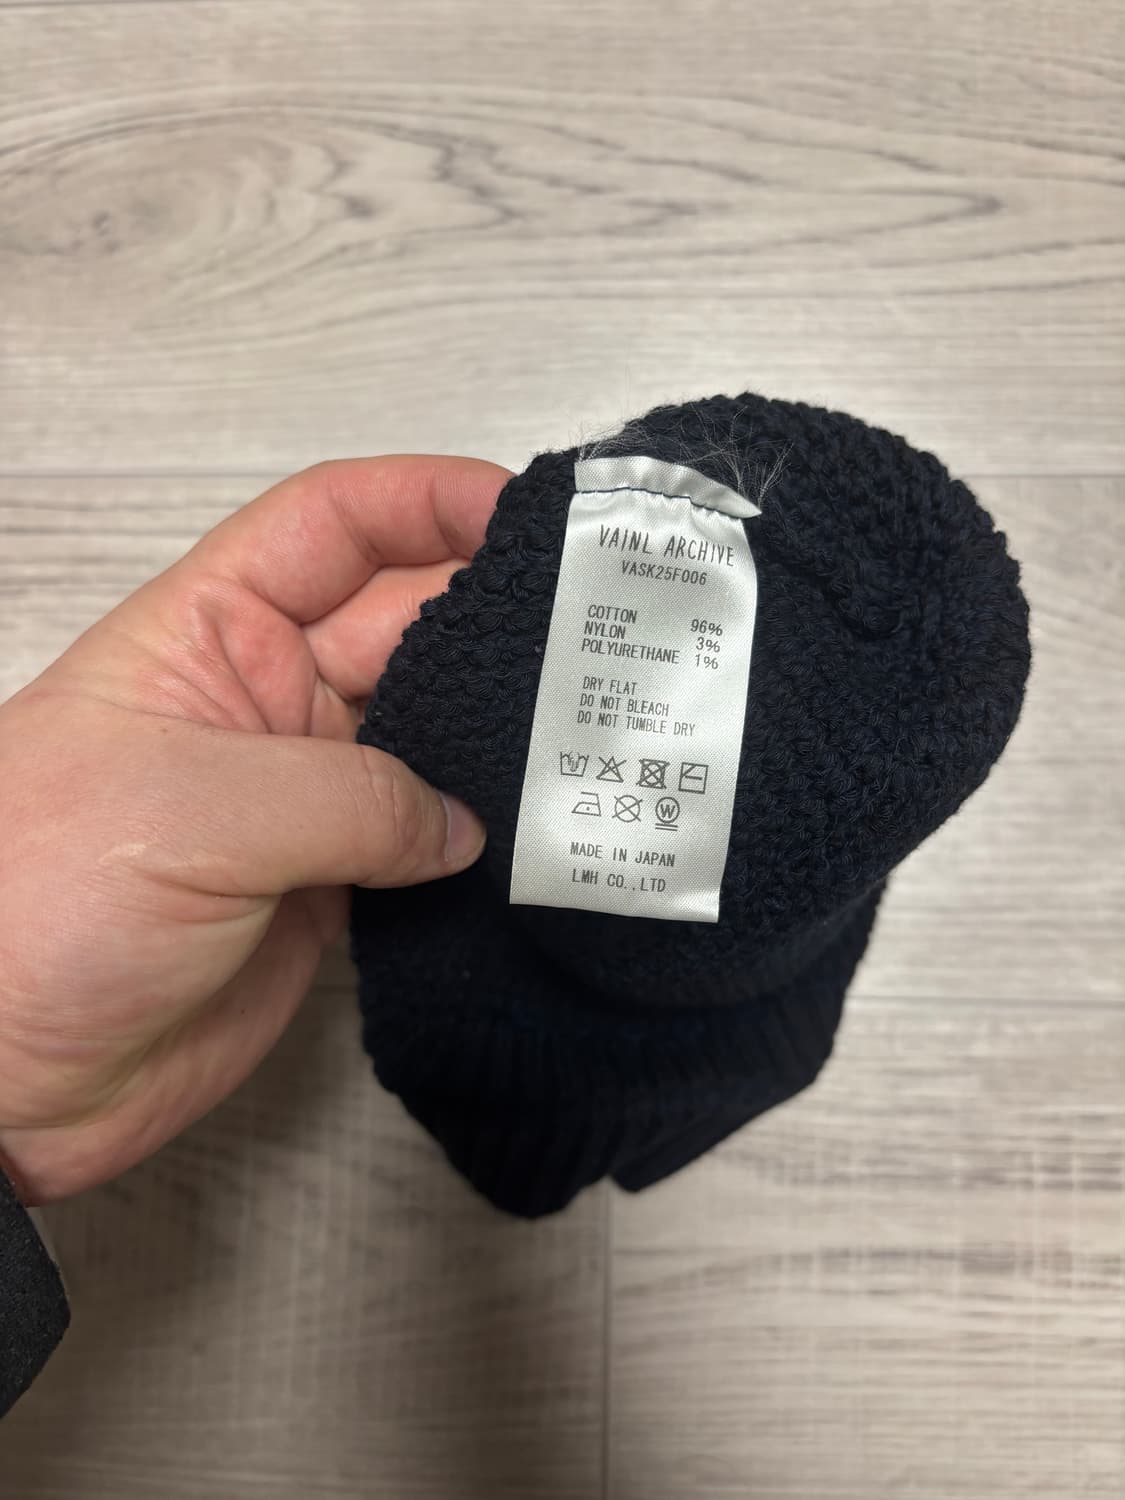 VAINL ARCHIVE
VASK25F006
COTTON 96%
NYLON 3%
POLYURETHANE 1%
DRY FLAT
DO NOT BLEACH
DO NOT TUMBLE DRY
W
MADE IN JAPAN
LMH CO.,LTD